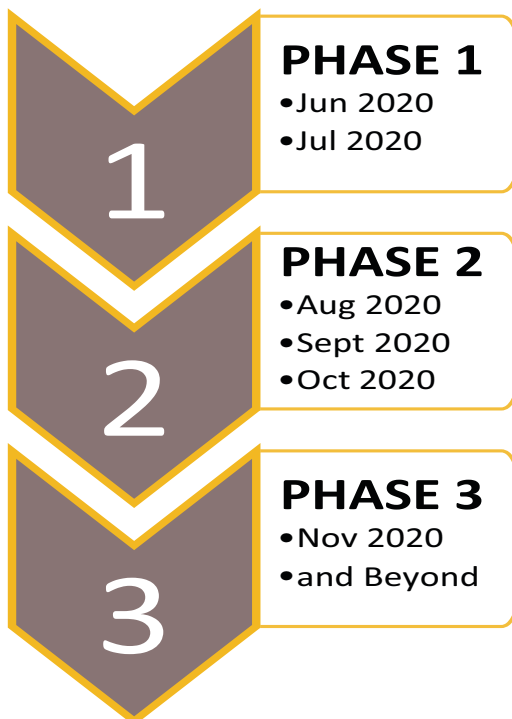 1
PHASE 1
•Jun 2020
•Jul 2020
2
PHASE 2
•Aug 2020
•Sept 2020
•Oct 2020
3
PHASE 3
•Nov 2020
•and Beyond